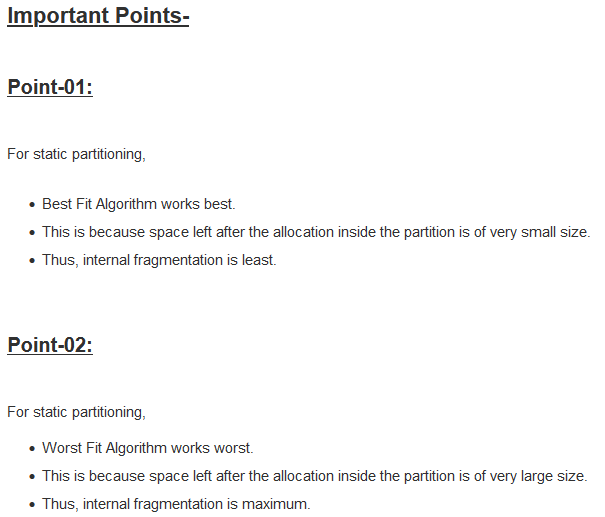 Important Points-
Point-01:
For static partitioning,
• Best Fit Algorithm works best.
• This is because space left after the allocation inside the partition is of very small size.
• Thus, internal fragmentation is least.
Point-02:
For static partitioning,
• Worst Fit Algorithm works worst.
• This is because space left after the allocation inside the partition is of very large size.
• Thus, internal fragmentation is maximum.